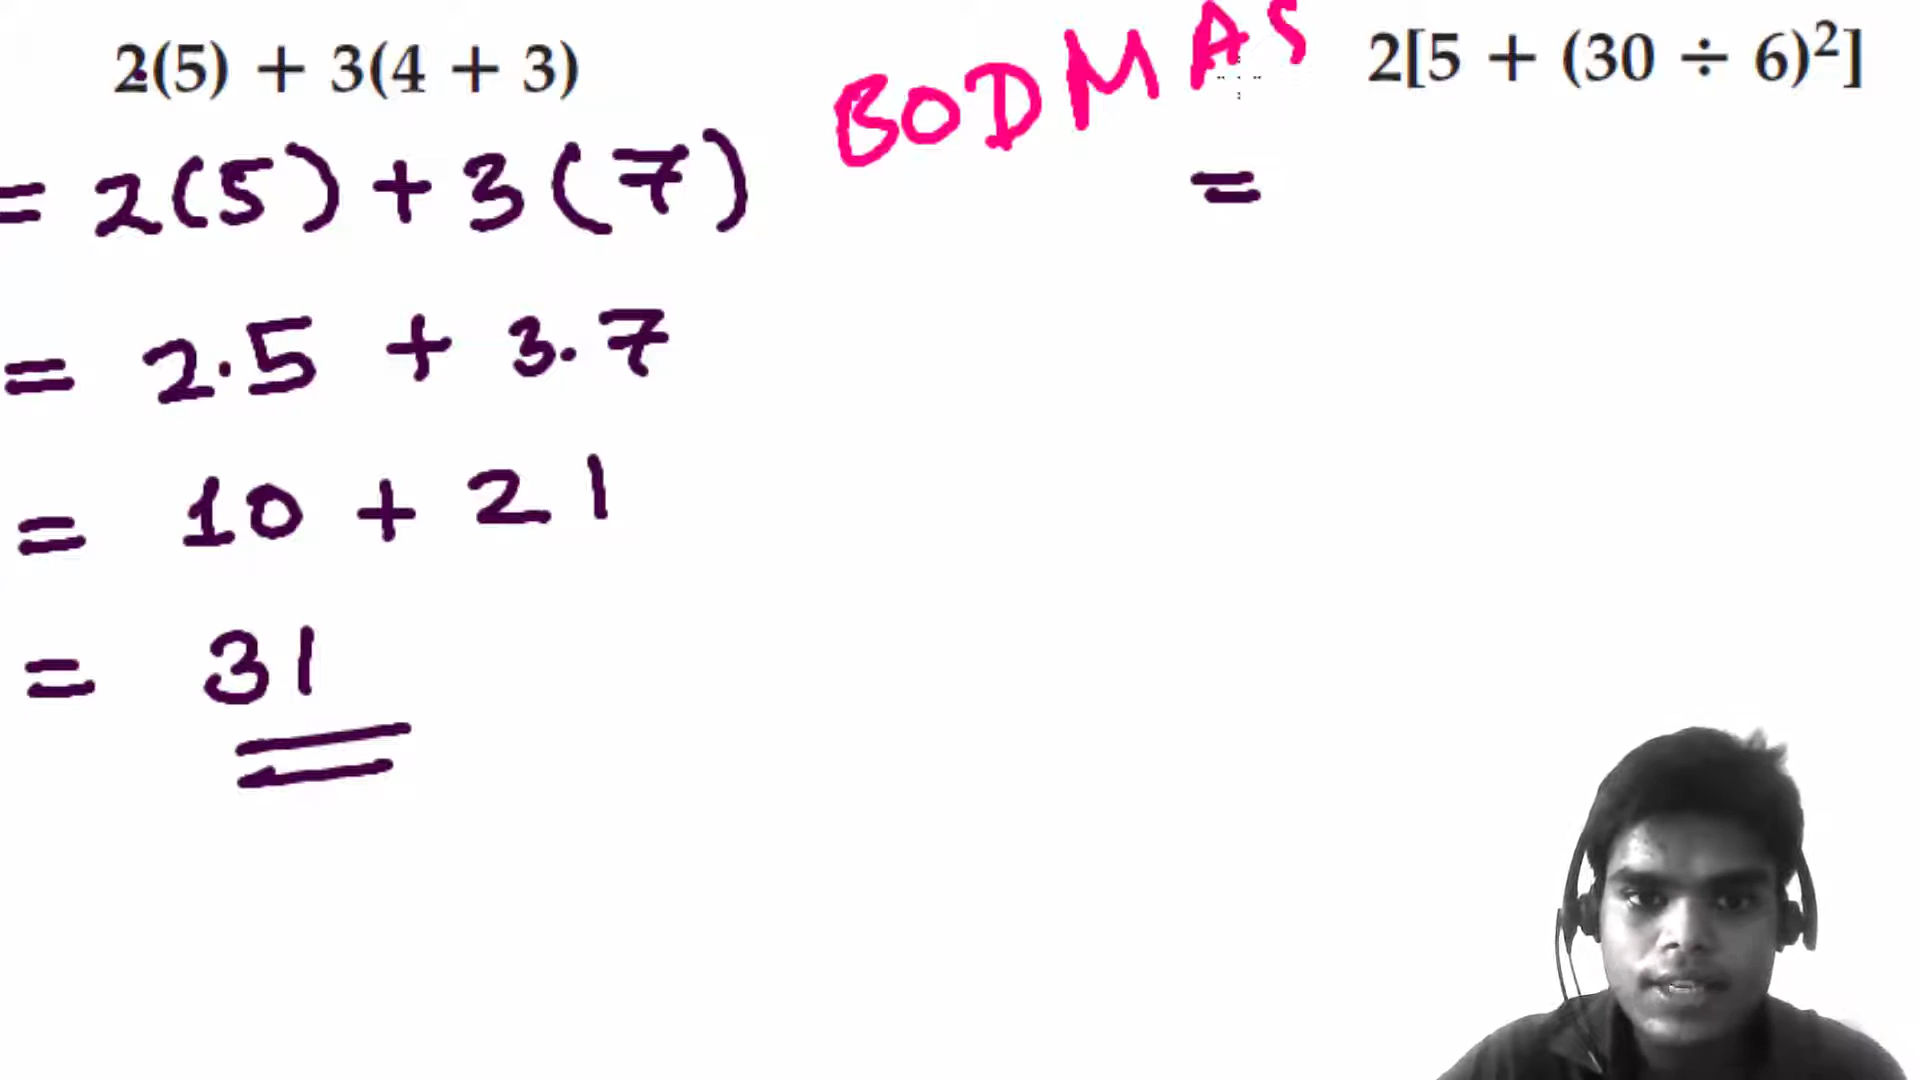 2(5) + 3(4 + 3)
= 2(5) + 3(7)
= 2.5 + 3.7
= 10 + 21
= 31
BODMAS
2[5 + (30 ÷ 6)²]
=